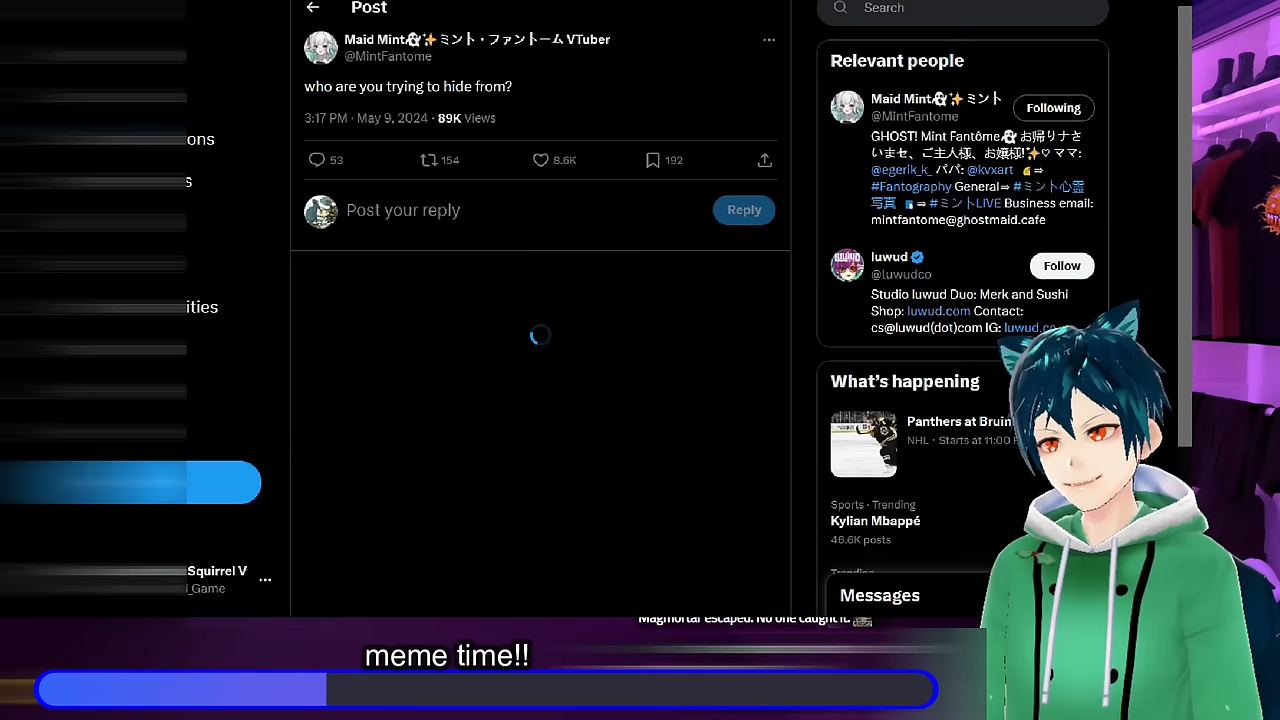 Post
Search
Maid Mint👻✨ミント・ファントーム VTuber
@MintFantome
who are you trying to hide from?
3:17 PM · May 9, 2024 · 89K Views
53 154 8.6K 192
Post your reply
Reply
ons
s
ities
Squirrel V
i_Game
Relevant people
Maid Mint👻✨ミント
@MintFantome
Following
GHOST! Mint Fantôme👻 お帰りナさ
いまセ、ご主人様、お嬢様!✨♡ ママ:
@egerik_k_ パパ: @kvxart 👍⇒
#Fantography General⇒ #ミント心霊
写真 ⇒ #ミントLIVE Business email:
mintfantome@ghostmaid.cafe
luwud
@luwudco
Follow
Studio luwud Duo: Merk and Sushi
Shop: luwud.com Contact:
cs@luwud(dot)com IG: luwud.co
What's happening
Panthers at Bruin
NHL · Starts at 11:00
Sports · Trending
Kylian Mbappé
46.6K posts
Trending
Messages
Magmortar escaped. No one caught it.
meme time!!